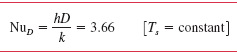 Nu_D = hD/k = 3.66 [T_s = constant]